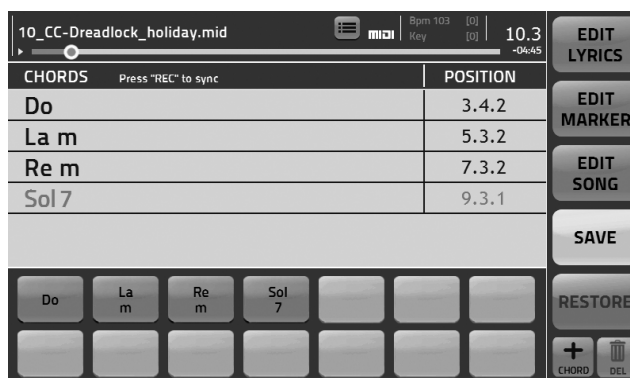 10_CC-Dreadlock_holiday.mid
midi
Bpm 103 [0]
Key [0]
10.3
-04:45
CHORDS Press "REC" to sync POSITION
Do 3.4.2
La m 5.3.2
Re m 7.3.2
Sol 7 9.3.1
Do
La
m
Re
m
Sol
7
EDIT
LYRICS
EDIT
MARKER
EDIT
SONG
SAVE
RESTORE
CHORD
DEL